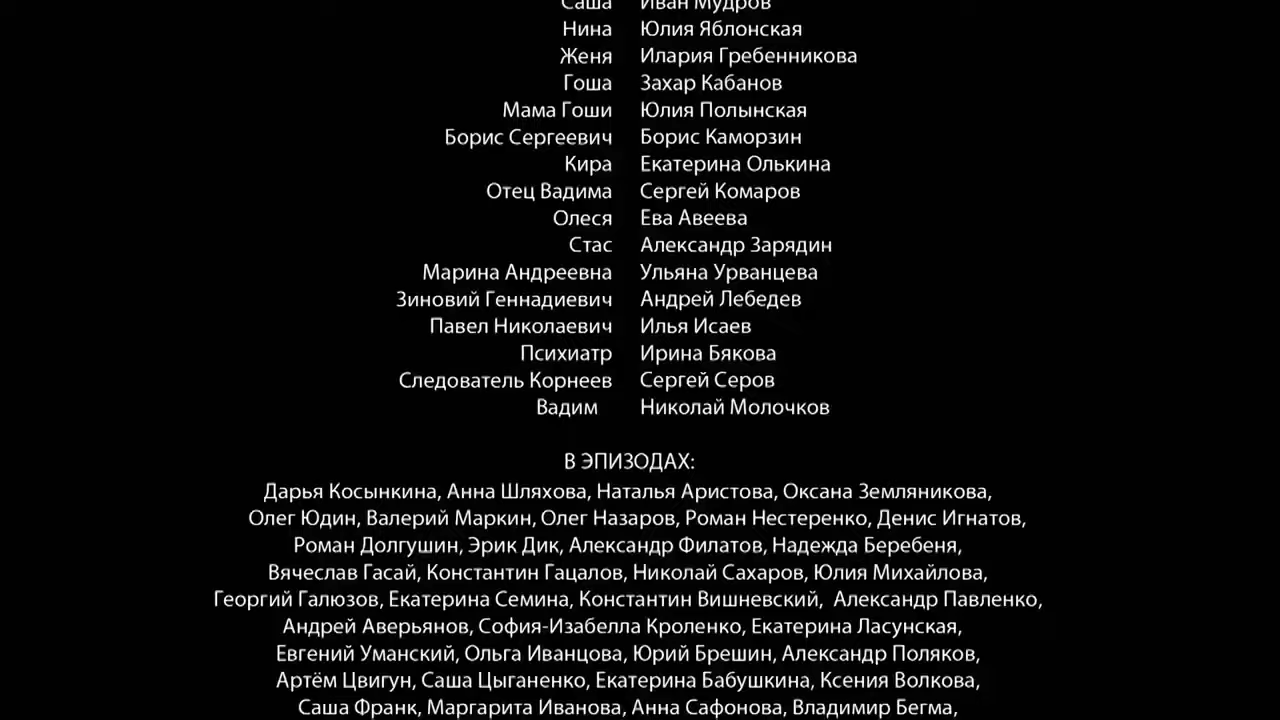 Саша Иван Мудров
Нина Юлия Яблонская
Женя Илария Гребенникова
Гоша Захар Кабанов
Мама Гоши Юлия Полынская
Борис Сергеевич Борис Каморзин
Кира Екатерина Олькина
Отец Вадима Сергей Комаров
Олеся Ева Авеева
Стас Александр Зарядин
Марина Андреевна Ульяна Урванцева
Зиновий Геннадиевич Андрей Лебедев
Павел Николаевич Илья Исаев
Психиатр Ирина Бякова
Следователь Корнеев Сергей Серов
Вадим Николай Молочков
В ЭПИЗОДАХ:
Дарья Косынкина, Анна Шляхова, Наталья Аристова, Оксана Земляникова,
Олег Юдин, Валерий Маркин, Олег Назаров, Роман Нестеренко, Денис Игнатов,
Роман Долгушин, Эрик Дик, Александр Филатов, Надежда Беребеня,
Вячеслав Гасай, Константин Гацалов, Николай Сахаров, Юлия Михайлова,
Георгий Галюзов, Екатерина Семина, Константин Вишневский, Александр Павленко,
Андрей Аверьянов, София-Изабелла Кроленко, Екатерина Ласунская,
Евгений Уманский, Ольга Иванцова, Юрий Брешин, Александр Поляков,
Артём Цвигун, Саша Цыганенко, Екатерина Бабушкина, Ксения Волкова,
Саша Франк, Маргарита Иванова, Анна Сафонова, Владимир Бегма,